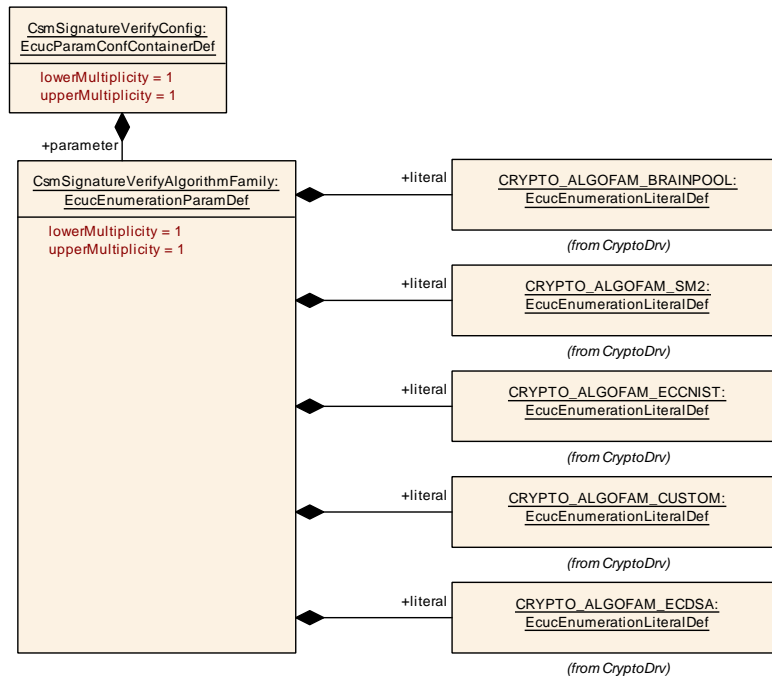 CsmSignatureVerifyConfig:
EcucParamConfContainerDef
lowerMultiplicity = 1
upperMultiplicity = 1
+parameter
CsmSignatureVerifyAlgorithmFamily:
EcucEnumerationParamDef
lowerMultiplicity = 1
upperMultiplicity = 1
+literal
CRYPTO_ALGOFAM_BRAINPOOL:
EcucEnumerationLiteralDef
(from CryptoDrv)
+literal
CRYPTO_ALGOFAM_SM2:
EcucEnumerationLiteralDef
(from CryptoDrv)
+literal
CRYPTO_ALGOFAM_ECCNIST:
EcucEnumerationLiteralDef
(from CryptoDrv)
+literal
CRYPTO_ALGOFAM_CUSTOM:
EcucEnumerationLiteralDef
(from CryptoDrv)
+literal
CRYPTO_ALGOFAM_ECDSA:
EcucEnumerationLiteralDef
(from CryptoDrv)